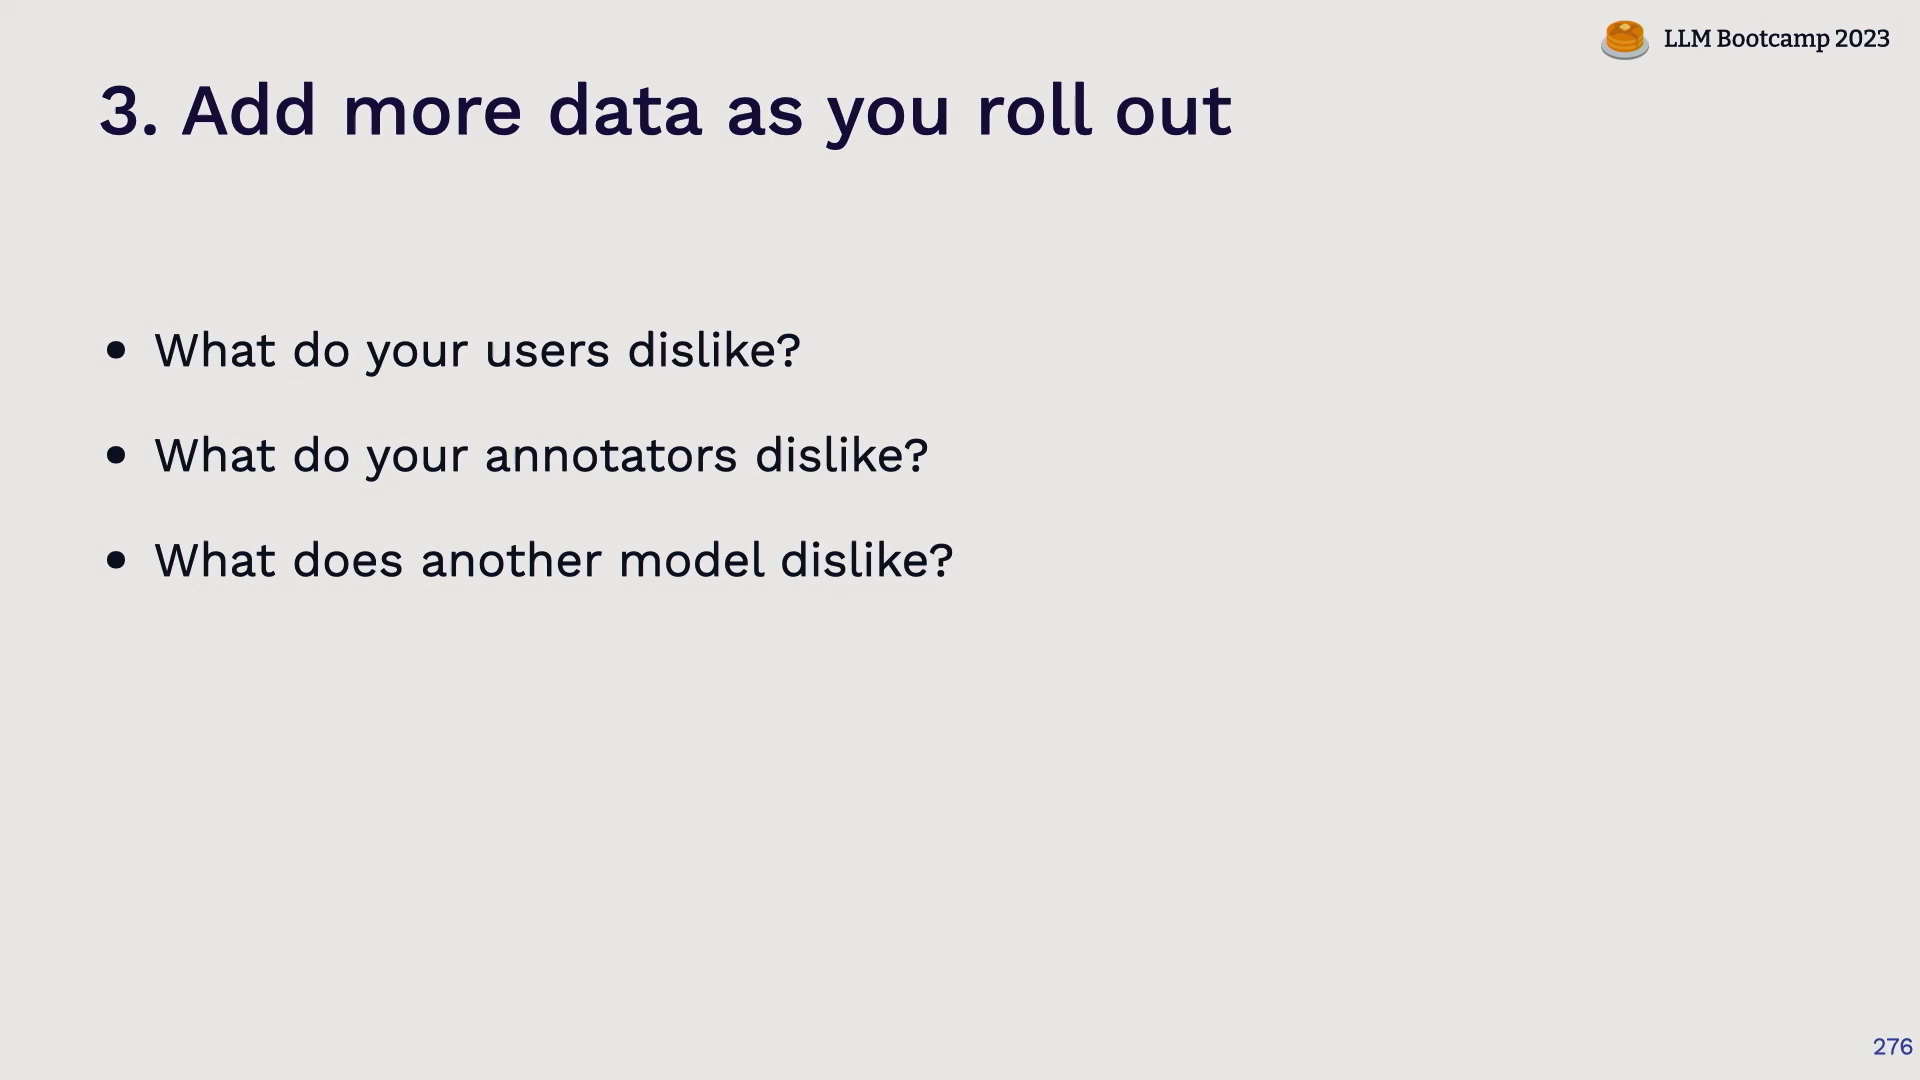 LLM Bootcamp 2023
3. Add more data as you roll out
• What do your users dislike?
• What do your annotators dislike?
• What does another model dislike?
276